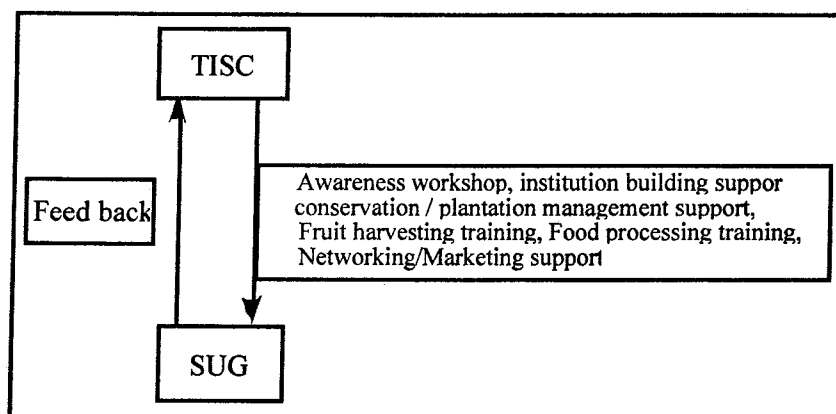 TISC
Feed back
Awareness workshop, institution building suppor
conservation / plantation management support,
Fruit harvesting training, Food processing training,
Networking/Marketing support
SUG